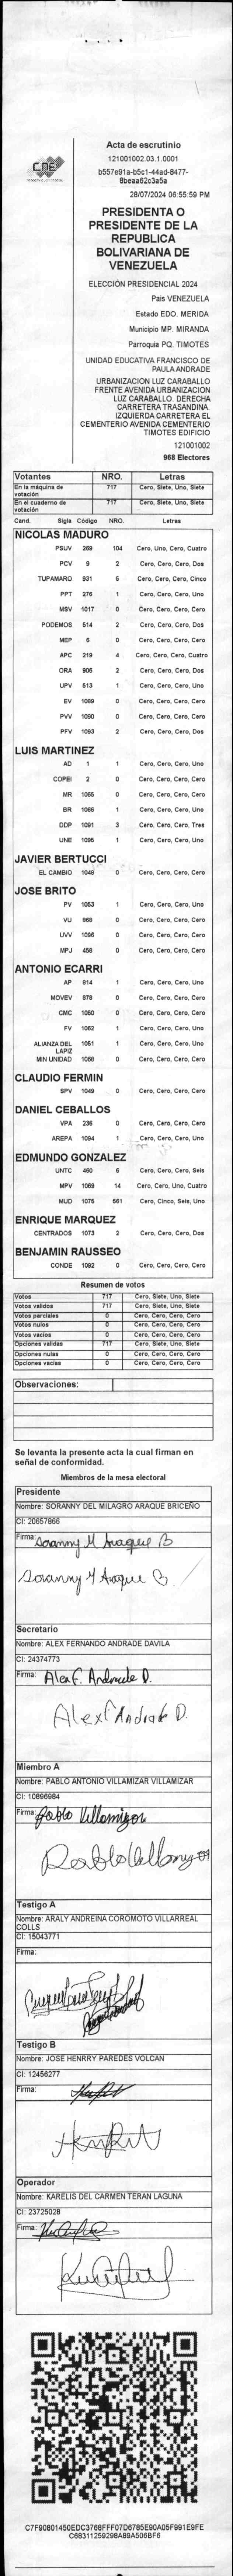 CNE
Acta de escrutinio
121001002.03.1.0001
b557e91a-b5c1-44ad-8477-
8beaa62c3a5a
28/07/2024 06:55:59 PM
PRESIDENTA O
PRESIDENTE DE LA
REPUBLICA
BOLIVARIANA DE
VENEZUELA
ELECCIÓN PRESIDENCIAL 2024
Pais VENEZUELA
Estado EDO. MERIDA
Municipio MP. MIRANDA
Parroquia PQ. TIMOTES
UNIDAD EDUCATIVA FRANCISCO DE
PAULA ANDRADE
URBANIZACION LUZ CARABALLO
FRENTE AVENIDA URBANIZACION
LUZ CARABALLO. DERECHA
CARRETERA TRASANDINA.
IZQUIERDA CARRETERA EL
CEMENTERIO AVENIDA CEMENTERIO
TIMOTES EDIFICIO
121001002
968 Electores
Votantes NRO. Letras
En la máquina de votación 717 Cero, Siete, Uno, Siete
En el cuaderno de votación 717 Cero, Siete, Uno, Siete
Cand. Sigla Código NRO. Letras
NICOLAS MADURO
PSUV 269 104 Cero, Uno, Cero, Cuatro
PCV 9 2 Cero, Cero, Cero, Dos
TUPAMARO 931 5 Cero, Cero, Cero, Cinco
PPT 276 1 Cero, Cero, Cero, Uno
MSV 1017 0 Cero, Cero, Cero, Cero
PODEMOS 514 2 Cero, Cero, Cero, Dos
MEP 6 0 Cero, Cero, Cero, Cero
APC 219 4 Cero, Cero, Cero, Cuatro
ORA 906 2 Cero, Cero, Cero, Dos
UPV 513 1 Cero, Cero, Cero, Uno
EV 1089 0 Cero, Cero, Cero, Cero
PVV 1090 0 Cero, Cero, Cero, Cero
PFV 1093 2 Cero, Cero, Cero, Dos
LUIS MARTINEZ
AD 1 1 Cero, Cero, Cero, Uno
COPEI 2 0 Cero, Cero, Cero, Cero
MR 1055 0 Cero, Cero, Cero, Cero
BR 1066 1 Cero, Cero, Cero, Uno
DDP 1091 3 Cero, Cero, Cero, Tres
UNE 1095 1 Cero, Cero, Cero, Uno
JAVIER BERTUCCI
EL CAMBIO 1048 0 Cero, Cero, Cero, Cero
JOSE BRITO
PV 1053 1 Cero, Cero, Cero, Uno
VU 968 0 Cero, Cero, Cero, Cero
UVV 1096 0 Cero, Cero, Cero, Cero
MPJ 458 0 Cero, Cero, Cero, Cero
ANTONIO ECARRI
AP 814 1 Cero, Cero, Cero, Uno
MOVEV 878 0 Cero, Cero, Cero, Cero
CMC 1050 0 Cero, Cero, Cero, Cero
FV 1062 1 Cero, Cero, Cero, Uno
ALIANZA DEL LAPIZ 1051 1 Cero, Cero, Cero, Uno
MIN UNIDAD 1058 0 Cero, Cero, Cero, Cero
CLAUDIO FERMIN
SPV 1049 0 Cero, Cero, Cero, Cero
DANIEL CEBALLOS
VPA 236 0 Cero, Cero, Cero, Cero
AREPA 1094 1 Cero, Cero, Cero, Uno
EDMUNDO GONZALEZ
UNTC 460 6 Cero, Cero, Cero, Seis
MPV 1069 14 Cero, Cero, Uno, Cuatro
MUD 1075 561 Cero, Cinco, Seis, Uno
ENRIQUE MARQUEZ
CENTRADOS 1073 2 Cero, Cero, Cero, Dos
BENJAMIN RAUSSEO
CONDE 1092 0 Cero, Cero, Cero, Cero
Resumen de votos
Votos 717 Cero, Siete, Uno, Siete
Votos validos 717 Cero, Siete, Uno, Siete
Votos parciales 0 Cero, Cero, Cero, Cero
Votos nulos 0 Cero, Cero, Cero, Cero
Votos vacios 0 Cero, Cero, Cero, Cero
Opciones validas 717 Cero, Siete, Uno, Siete
Opciones nulas 0 Cero, Cero, Cero, Cero
Opciones vacias 0 Cero, Cero, Cero, Cero
Observaciones:
Se levanta la presente acta la cual firman en
señal de conformidad.
Miembros de la mesa electoral
Presidente
Nombre: SORANNY DEL MILAGRO ARAQUE BRICEÑO
CI: 20657866
Firma: Soranny M Araque B
Soranny M Araque B
Secretario
Nombre: ALEX FERNANDO ANDRADE DAVILA
CI: 24374773
Firma: Alex F. Andrade D.
Alex F Andrade D.
Miembro A
Nombre: PABLO ANTONIO VILLAMIZAR VILLAMIZAR
CI: 10896984
Firma: Pablo Villamizar
Pablo Villamizar
Testigo A
Nombre: ARALY ANDREINA COROMOTO VILLARREAL
COLLS
CI: 15043771
Firma:
Testigo B
Nombre: JOSE HENRRY PAREDES VOLCAN
CI: 12456277
Firma:
Operador
Nombre: KARELIS DEL CARMEN TERAN LAGUNA
CI: 23725028
Firma:
C7F90801450EDC3768FFF07D6785E90A05F991E9FE
C68311259298A89A506BF6